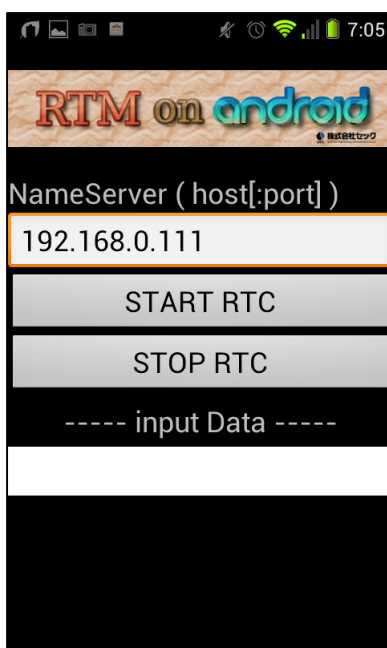 7:05
RTM on android
株式会社セック
NameServer ( host[:port] )
192.168.0.111
START RTC
STOP RTC
----- input Data -----